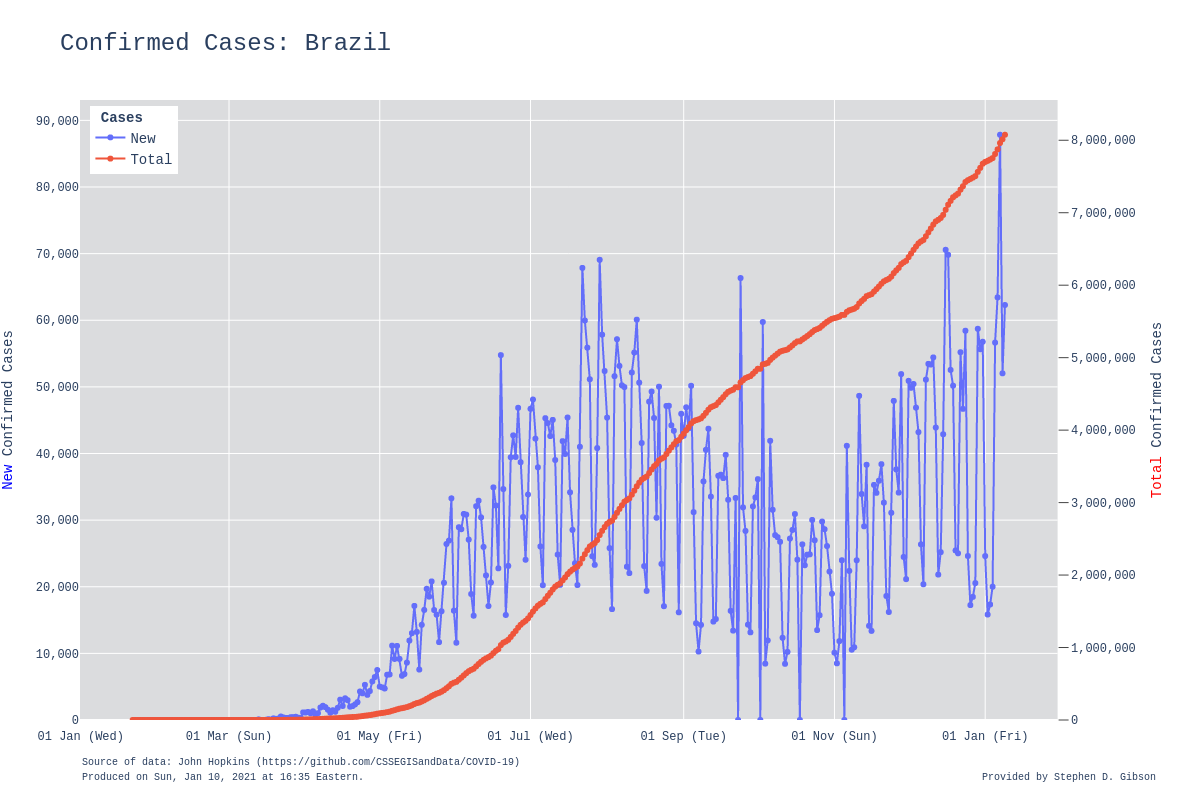 Confirmed Cases: Brazil
Cases
New
Total
90,000
80,000
70,000
60,000
50,000
40,000
30,000
20,000
10,000
0
8,000,000
7,000,000
6,000,000
5,000,000
4,000,000
3,000,000
2,000,000
1,000,000
0
New Confirmed Cases
Total Confirmed Cases
01 Jan (Wed) 01 Mar (Sun) 01 May (Fri) 01 Jul (Wed) 01 Sep (Tue) 01 Nov (Sun) 01 Jan (Fri)
Source of data: John Hopkins (https://github.com/CSSEGISandData/COVID-19)
Produced on Sun, Jan 10, 2021 at 16:35 Eastern.
Provided by Stephen D. Gibson